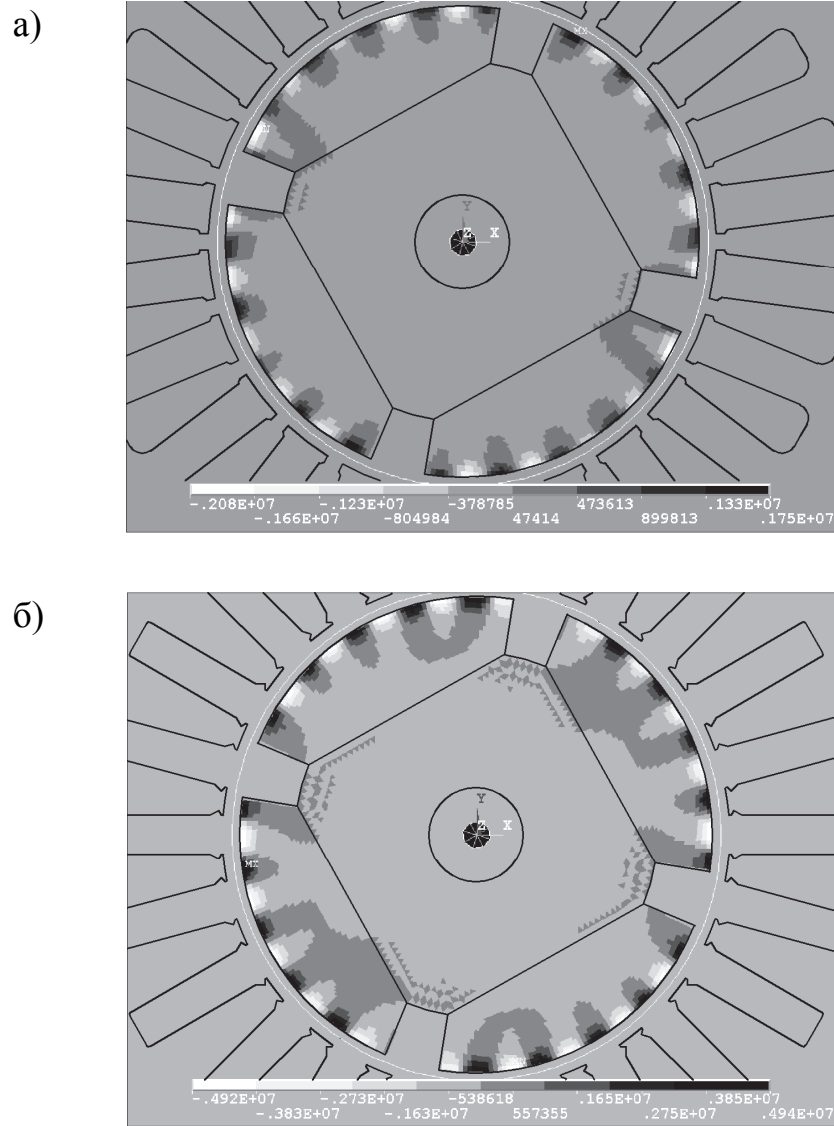 а)
MX
Y
Z X
-.208E+07 -.123E+07 -378785 473613 .133E+07
-.166E+07 -804984 47414 899813 .175E+07
б)
Y
Z X
MX
-.492E+07 -.273E+07 -538618 .165E+07 .385E+07
-.383E+07 -.163E+07 557355 .275E+07 .494E+07